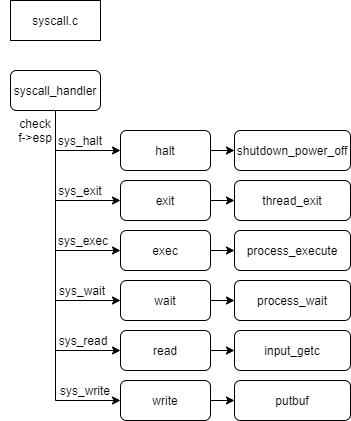 syscall.c
syscall_handler
check
f->esp
sys_halt
halt
shutdown_power_off
sys_exit
exit
thread_exit
sys_exec
exec
process_execute
sys_wait
wait
process_wait
sys_read
read
input_getc
sys_write
write
putbuf